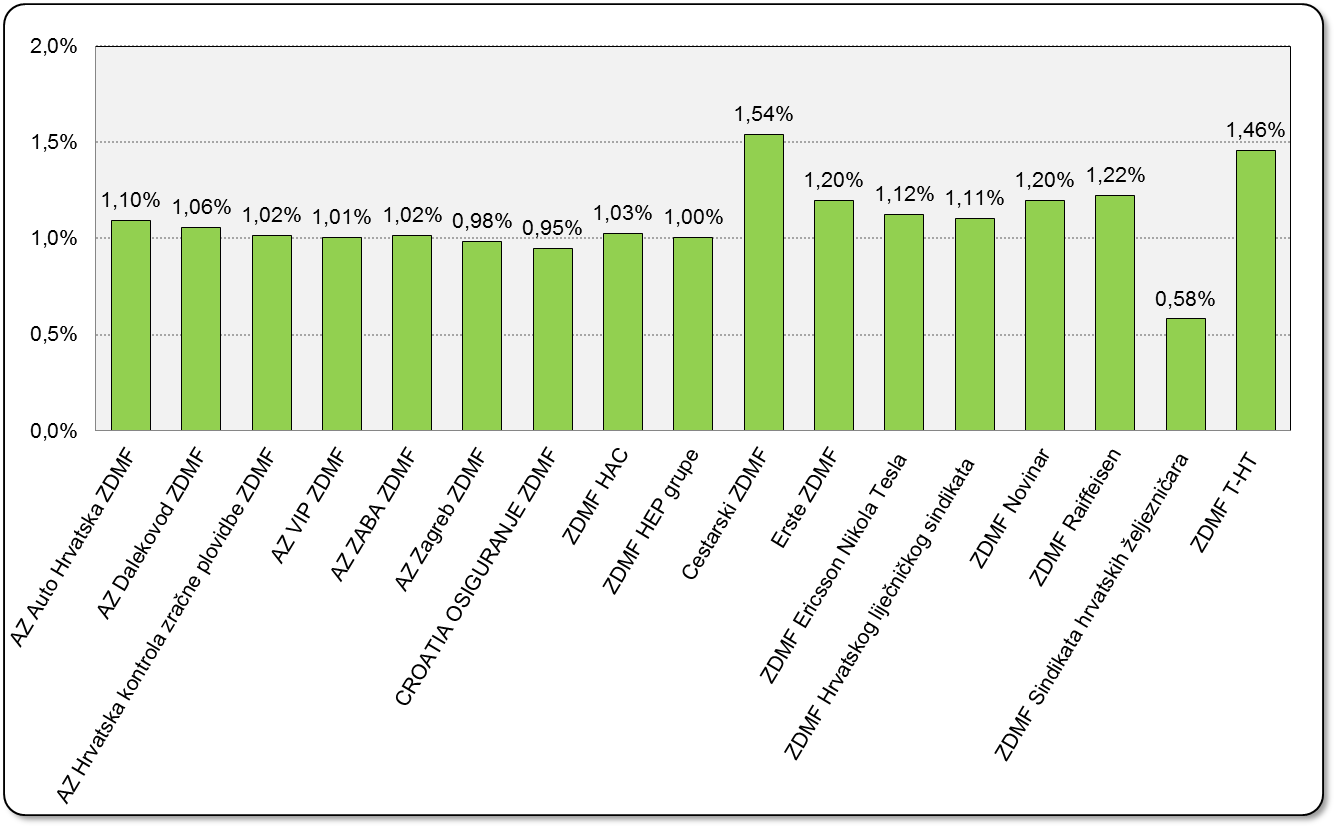 2,0%
1,5%
1,0%
0,5%
0,0%
1,10%
1,06%
1,02%
1,01%
1,02%
0,98%
0,95%
1,03%
1,00%
1,54%
1,20%
1,12%
1,11%
1,20%
1,22%
0,58%
1,46%
AZ Auto Hrvatska ZDMF
AZ Dalekovod ZDMF
AZ Hrvatska kontrola zračne plovidbe ZDMF
AZ VIP ZDMF
AZ ZABA ZDMF
AZ Zagreb ZDMF
CROATIA OSIGURANJE ZDMF
ZDMF HAC
ZDMF HEP grupe
Cestarski ZDMF
Erste ZDMF
ZDMF Ericsson Nikola Tesla
ZDMF Hrvatskog liječničkog sindikata
ZDMF Novinar
ZDMF Raiffeisen
ZDMF Sindikata hrvatskih željezničara
ZDMF T-HT